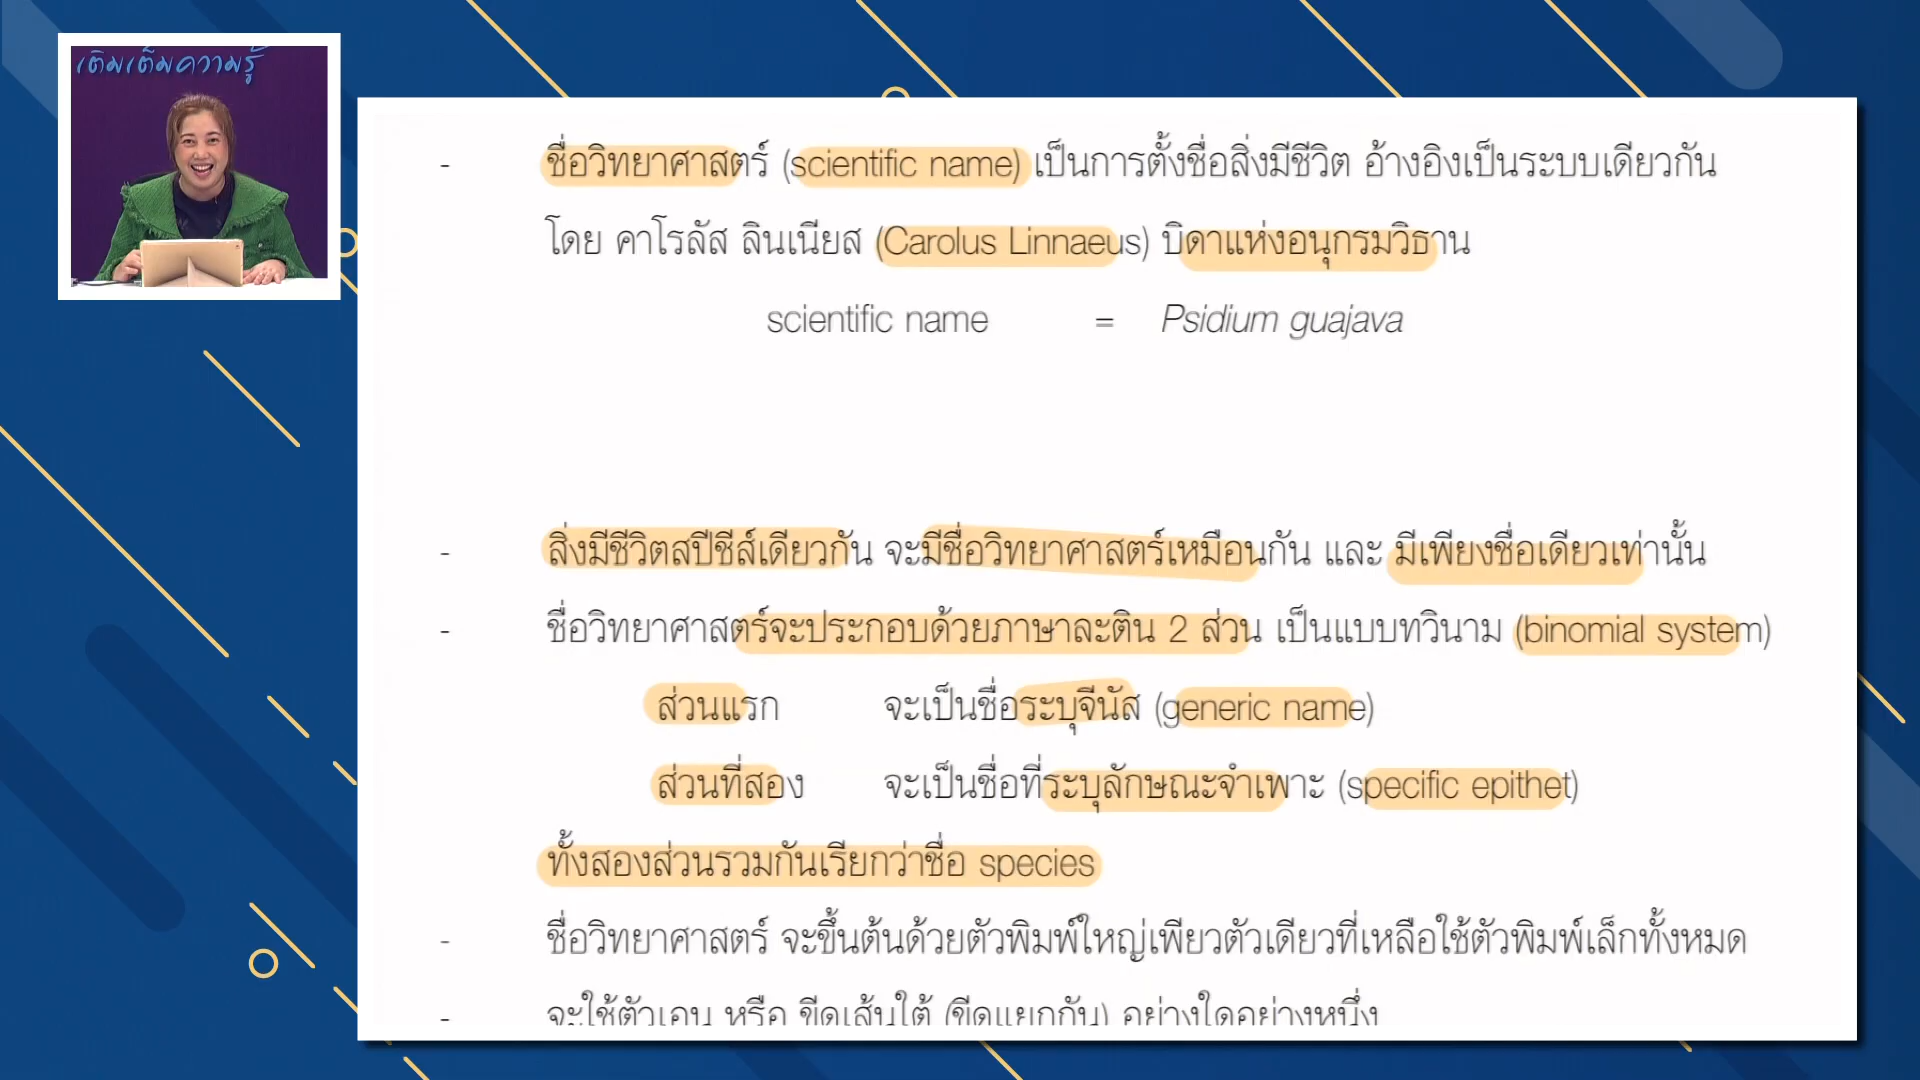 เติมเต็มความรู้
- ชื่อวิทยาศาสตร์ (scientific name) เป็นการตั้งชื่อสิ่งมีชีวิต อ้างอิงเป็นระบบเดียวกัน
โดย คาโรลัส ลินเนียส (Carolus Linnaeus) บิดาแห่งอนุกรมวิธาน
scientific name = Psidium guajava
- สิ่งมีชีวิตสปีชีส์เดียวกัน จะมีชื่อวิทยาศาสตร์เหมือนกัน และ มีเพียงชื่อเดียวเท่านั้น
- ชื่อวิทยาศาสตร์จะประกอบด้วยภาษาละติน 2 ส่วน เป็นแบบทวินาม (binomial system)
ส่วนแรก จะเป็นชื่อระบุจีนัส (generic name)
ส่วนที่สอง จะเป็นชื่อที่ระบุลักษณะจำเพาะ (specific epithet)
ทั้งสองส่วนรวมกันเรียกว่าชื่อ species
- ชื่อวิทยาศาสตร์ จะขึ้นต้นด้วยตัวพิมพ์ใหญ่เพียวตัวเดียวที่เหลือใช้ตัวพิมพ์เล็กทั้งหมด
- จะใช้ตัวเอน หรือ ขีดเส้นใต้ (ขีดแยกกัน) อย่างใดอย่างหนึ่ง